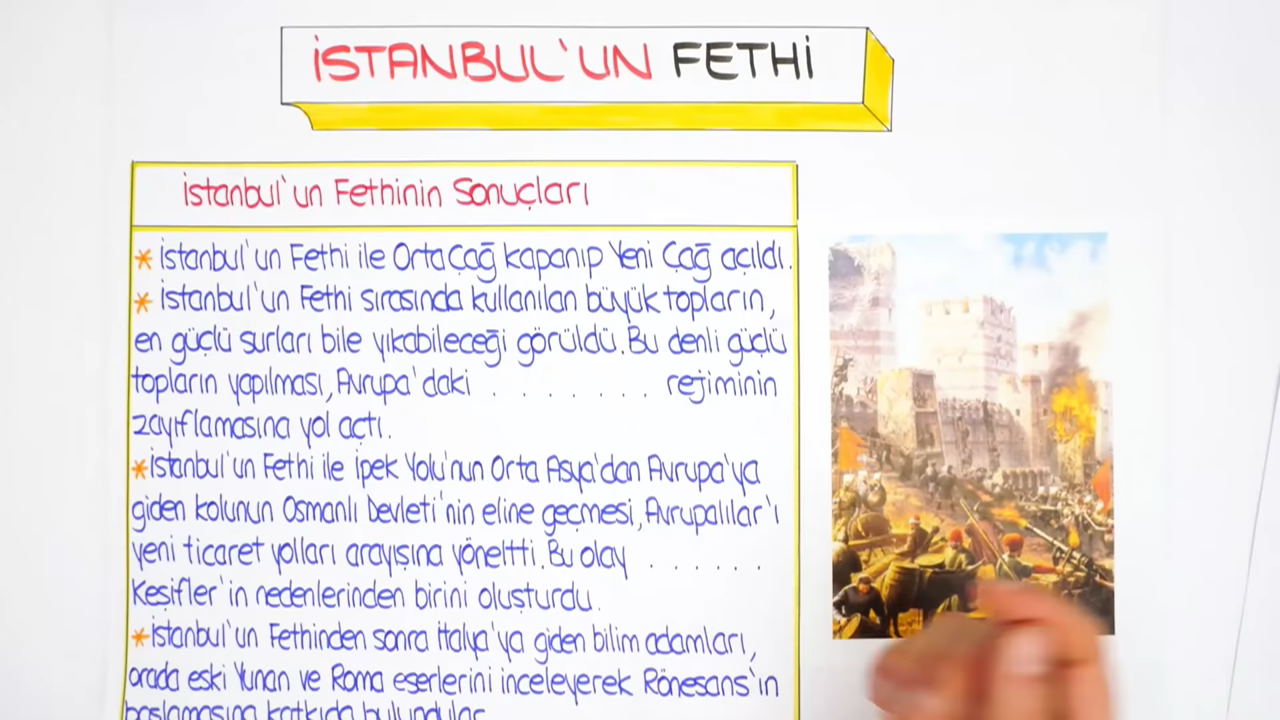 İSTANBUL'UN FETHİ
İstanbul'un Fethinin Sonuçları
* İstanbul'un Fethi ile Orta Çağ kapanıp Yeni Çağ açıldı.
* İstanbul'un Fethi sırasında kullanılan büyük topların,
en güçlü surları bile yıkabileceği görüldü. Bu denli güçlü
topların yapılması, Avrupa'daki . . . . . . . rejiminin
zayıflamasına yol açtı.
* İstanbul'un Fethi ile İpek Yolu'nun Orta Asya'dan Avrupa'ya
giden kolunun Osmanlı Devleti'nin eline geçmesi, Avrupalılar'ı
yeni ticaret yolları arayışına yöneltti. Bu olay . . . . . .
Keşifler'in nedenlerinden birini oluşturdu.
* İstanbul'un Fethinden sonra İtalya'ya giden bilim adamları,
orada eski Yunan ve Roma eserlerini inceleyerek Rönesans'ın
başlamasına katkıda bulundular